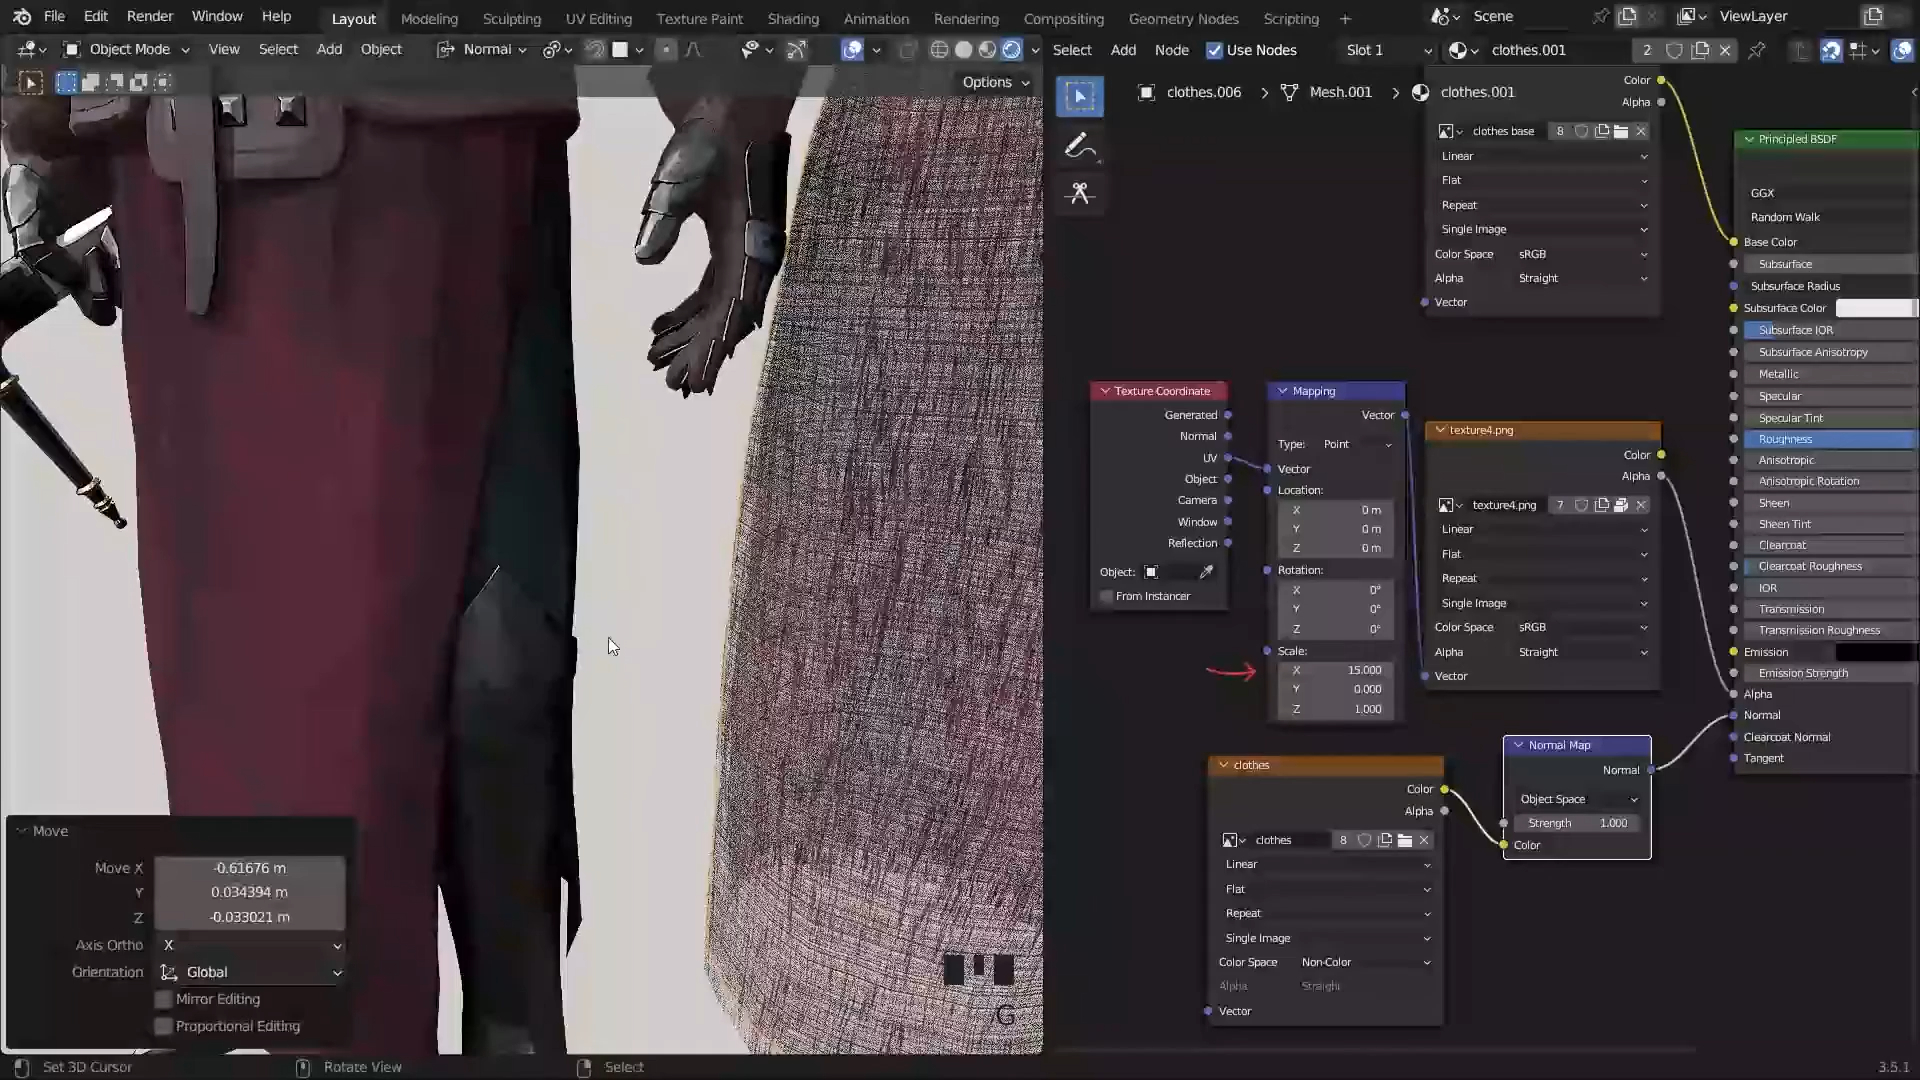 File Edit Render Window Help Layout Modeling Sculpting UV Editing Texture Paint Shading Animation Rendering Compositing Geometry Nodes Scripting + Scene ViewLayer
Object Mode View Select Add Object Normal Select Add Node Use Nodes Slot 1 clothes.001 2
Options
clothes.006 > Mesh.001 > clothes.001
Color
Alpha
clothes base 8
Linear
Flat
Repeat
Single Image
Color Space sRGB
Alpha Straight
Vector
Texture Coordinate
Generated
Normal
UV
Object
Camera
Window
Reflection
Object:
From Instancer
Mapping
Vector
Type: Point
Vector
Location:
X 0 m
Y 0 m
Z 0 m
Rotation:
X 0°
Y 0°
Z 0°
Scale:
X 15.000
Y 0.000
Z 1.000
texture4.png
Color
Alpha
texture4.png 7
Linear
Flat
Repeat
Single Image
Color Space sRGB
Alpha Straight
Vector
clothes
Color
Alpha
clothes 8
Linear
Flat
Repeat
Single Image
Color Space Non-Color
Alpha Straight
Vector
Normal Map
Normal
Object Space
Strength 1.000
Color
Principled BSDF
GGX
Random Walk
Base Color
Subsurface
Subsurface Radius
Subsurface Color
Subsurface IOR
Subsurface Anisotropy
Metallic
Specular
Specular Tint
Roughness
Anisotropic
Anisotropic Rotation
Sheen
Sheen Tint
Clearcoat
Clearcoat Roughness
IOR
Transmission
Transmission Roughness
Emission
Emission Strength
Alpha
Normal
Clearcoat Normal
Tangent
Move
Move X -0.61676 m
Y 0.034394 m
Z -0.033021 m
Axis Ortho X
Orientation Global
Mirror Editing
Proportional Editing
G
Set 3D Cursor Rotate View Select 3.5.1